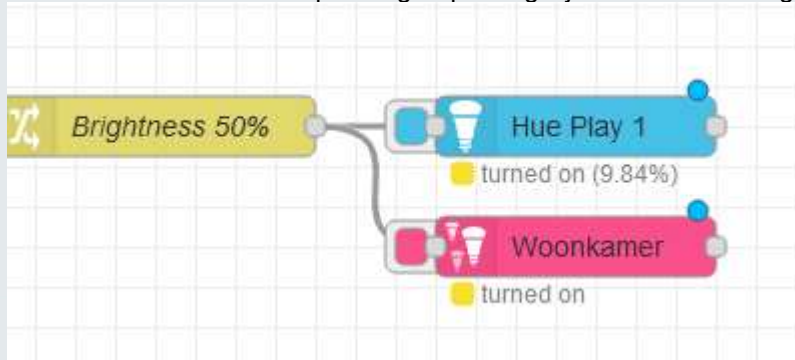 Brightness 50%
Hue Play 1
turned on (9.84%)
Woonkamer
turned on